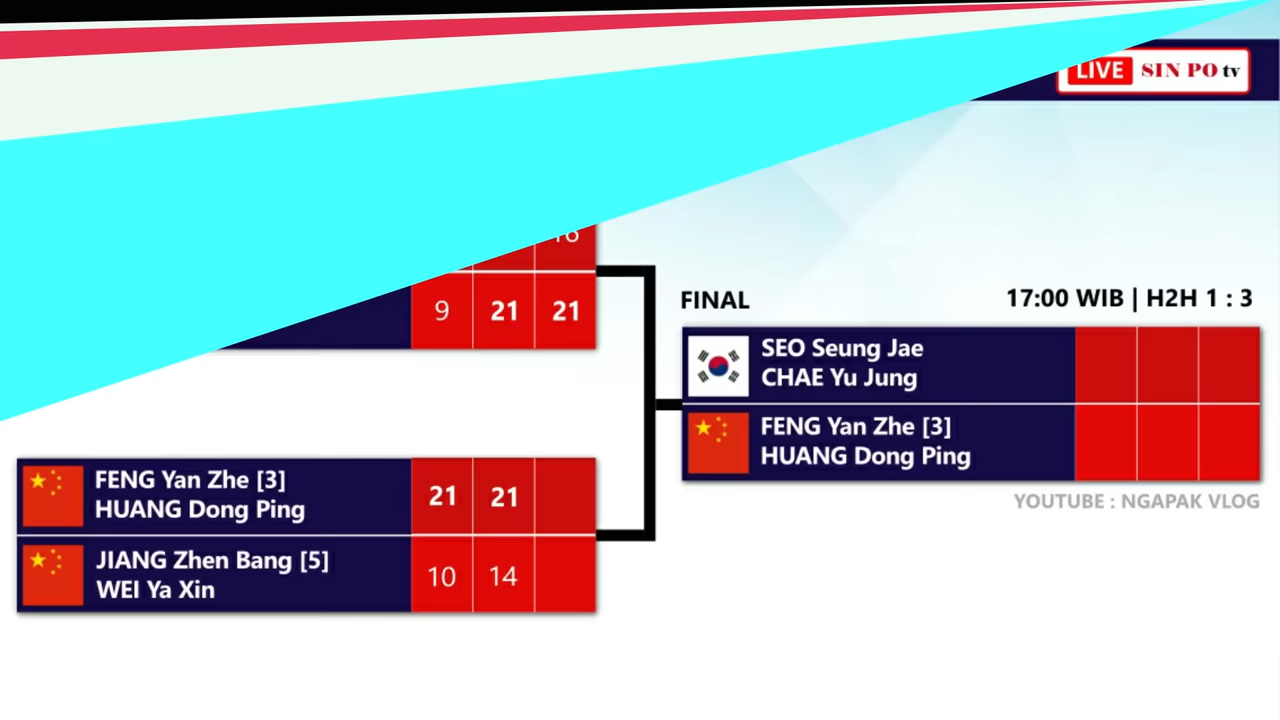 LIVE SIN PO tv
9 21 21
FINAL
17:00 WIB | H2H 1 : 3
SEO Seung Jae
CHAE Yu Jung
FENG Yan Zhe [3]
HUANG Dong Ping
YOUTUBE : NGAPAK VLOG
FENG Yan Zhe [3]
HUANG Dong Ping
21 21
JIANG Zhen Bang [5]
WEI Ya Xin
10 14